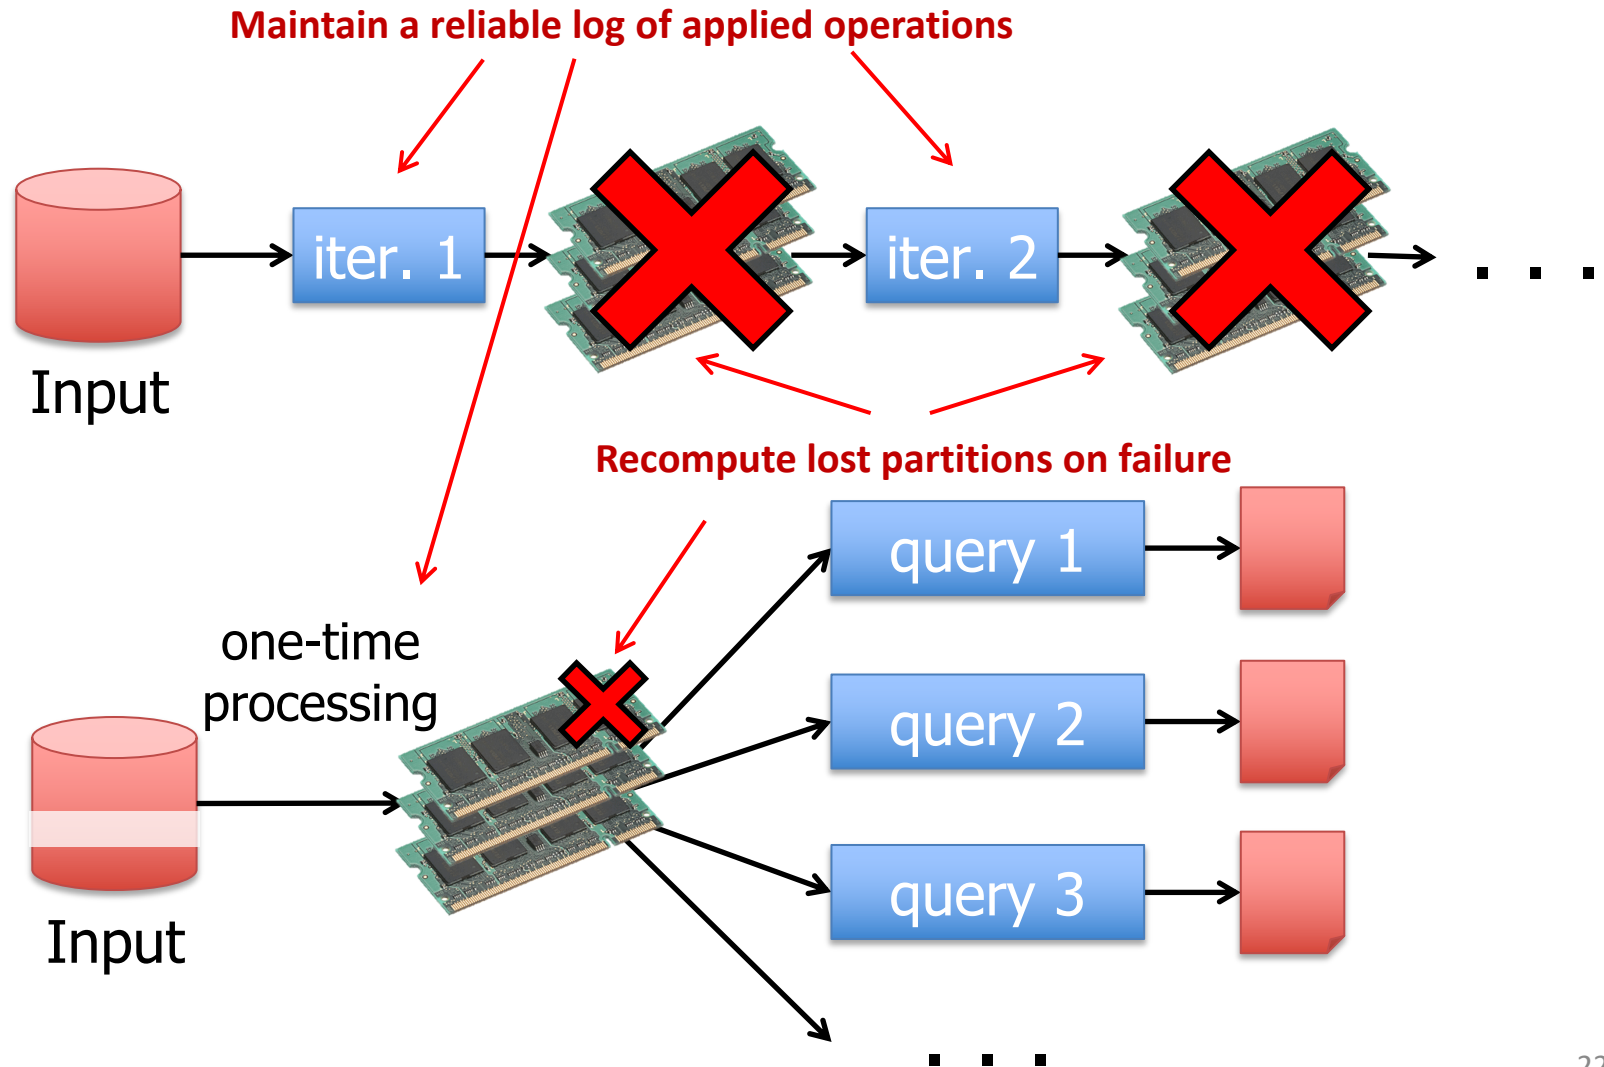 Maintain a reliable log of applied operations
iter. 1
iter. 2
. . .
Input
Recompute lost partitions on failure
query 1
one-time
processing
query 2
query 3
Input
. . .
22